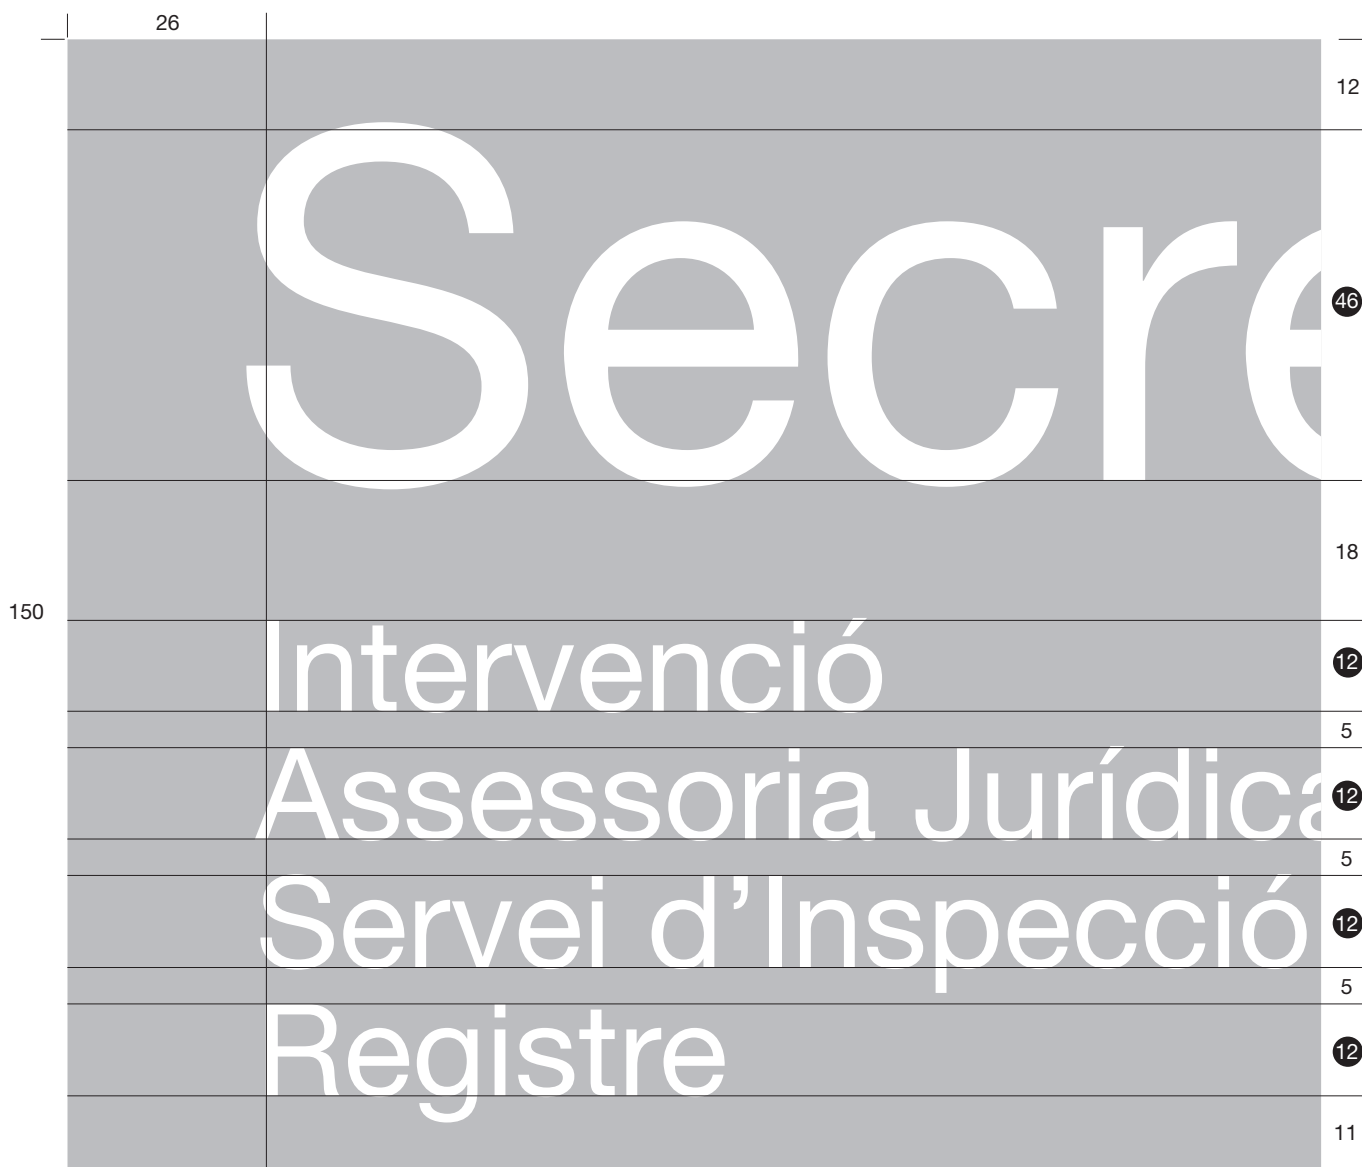 26
12
Secre
46
18
150
Intervenció
12
5
Assessoria Jurídica
12
5
Servei d’Inspecció
12
5
Registre
12
11